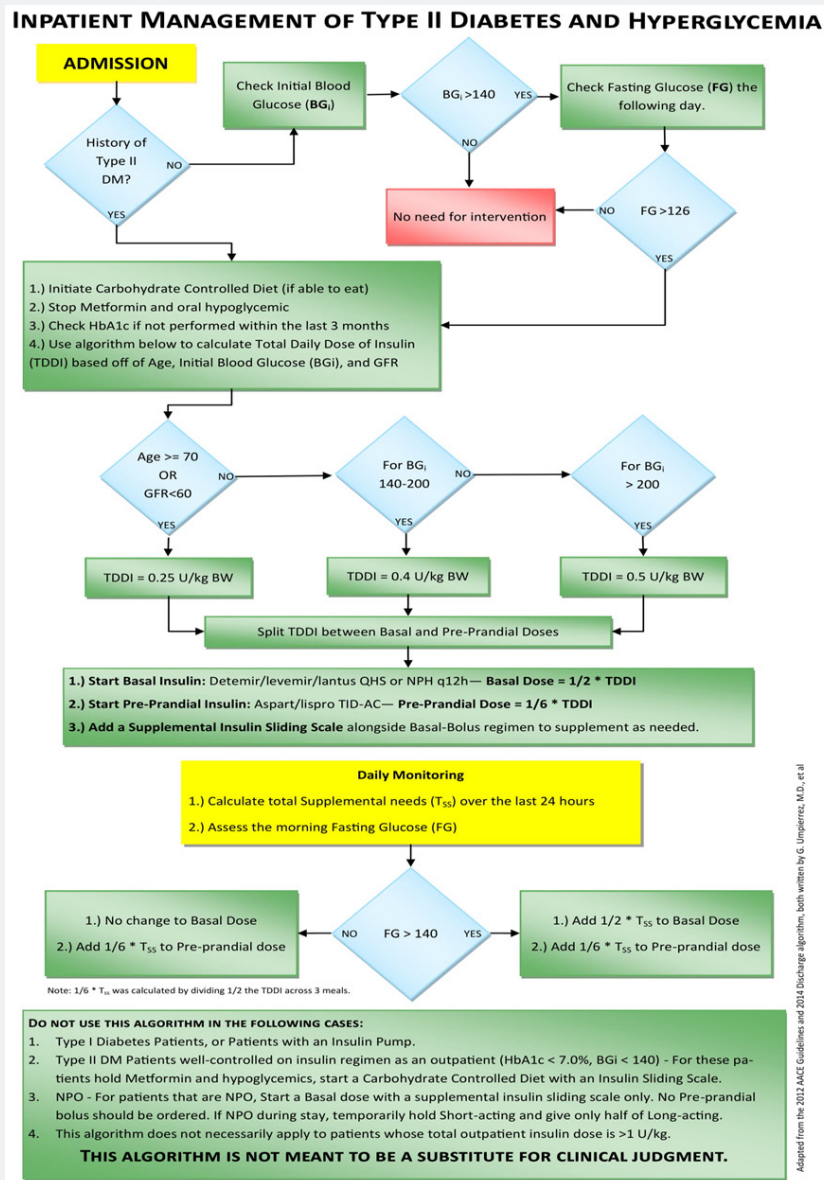 INPATIENT MANAGEMENT OF TYPE II DIABETES AND HYPERGLYCEMIA
ADMISSION
Check Initial Blood
Glucose (BGi)
BGi >140
YES
NO
Check Fasting Glucose (FG) the
following day.
History of
Type II
DM?
NO
YES
No need for intervention
NO
FG >126
YES
1.) Initiate Carbohydrate Controlled Diet (if able to eat)
2.) Stop Metformin and oral hypoglycemic
3.) Check HbA1c if not performed within the last 3 months
4.) Use algorithm below to calculate Total Daily Dose of Insulin
(TDDI) based off of Age, Initial Blood Glucose (BGi), and GFR
Age >= 70
OR
GFR<60
NO
YES
For BGi
140-200
NO
YES
For BGi
> 200
YES
TDDI = 0.25 U/kg BW
TDDI = 0.4 U/kg BW
TDDI = 0.5 U/kg BW
Split TDDI between Basal and Pre-Prandial Doses
1.) Start Basal Insulin: Detemir/levemir/lantus QHS or NPH q12h— Basal Dose = 1/2 * TDDI
2.) Start Pre-Prandial Insulin: Aspart/lispro TID-AC— Pre-Prandial Dose = 1/6 * TDDI
3.) Add a Supplemental Insulin Sliding Scale alongside Basal-Bolus regimen to supplement as needed.
Daily Monitoring
1.) Calculate total Supplemental needs (TSS) over the last 24 hours
2.) Assess the morning Fasting Glucose (FG)
1.) No change to Basal Dose
2.) Add 1/6 * TSS to Pre-prandial dose
NO
FG > 140
YES
1.) Add 1/2 * TSS to Basal Dose
2.) Add 1/6 * TSS to Pre-prandial dose
Note: 1/6 * Tss was calculated by dividing 1/2 the TDDI across 3 meals.
DO NOT USE THIS ALGORITHM IN THE FOLLOWING CASES:
1. Type I Diabetes Patients, or Patients with an Insulin Pump.
2. Type II DM Patients well-controlled on insulin regimen as an outpatient (HbA1c < 7.0%, BGi < 140) - For these pa-
tients hold Metformin and hypoglycemics, start a Carbohydrate Controlled Diet with an Insulin Sliding Scale.
3. NPO - For patients that are NPO, Start a Basal dose with a supplemental insulin sliding scale only. No Pre-prandial
bolus should be ordered. If NPO during stay, temporarily hold Short-acting and give only half of Long-acting.
4. This algorithm does not necessarily apply to patients whose total outpatient insulin dose is >1 U/kg.
THIS ALGORITHM IS NOT MEANT TO BE A SUBSTITUTE FOR CLINICAL JUDGMENT.
Adapted from the 2012 AACE Guidelines and 2014 Discharge algorithm, both written by G. Umpierrez, M.D., et al